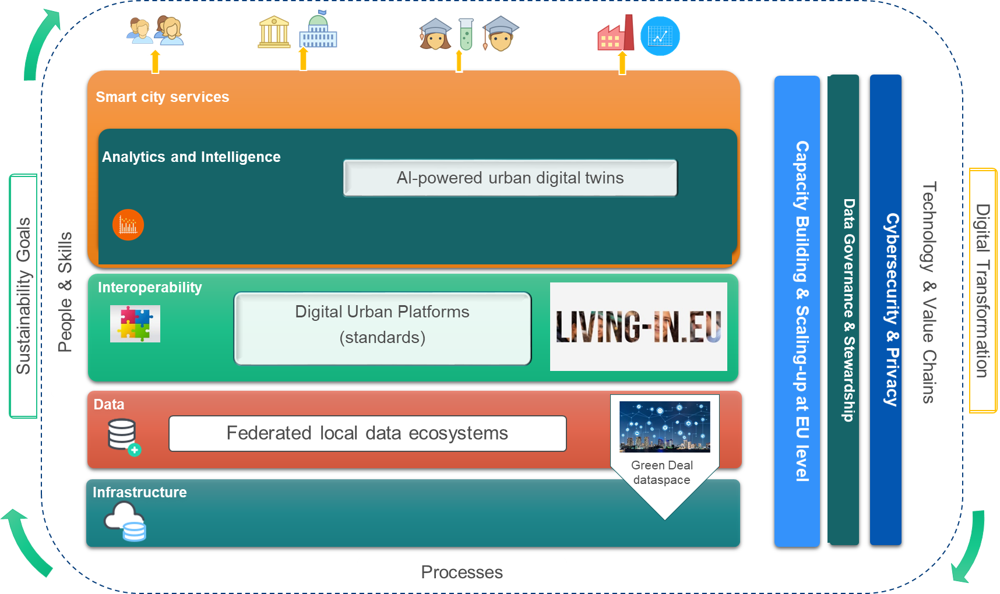 Smart city services
Analytics and Intelligence
AI-powered urban digital twins
Interoperability
Digital Urban Platforms
(standards)
LIVING-IN.EU
Data
Federated local data ecosystems
Green Deal
dataspace
Infrastructure
Processes
Sustainability Goals
People & Skills
Capacity Building & Scaling-up at EU level
Data Governance & Stewardship
Cybersecurity & Privacy
Technology & Value Chains
Digital Transformation